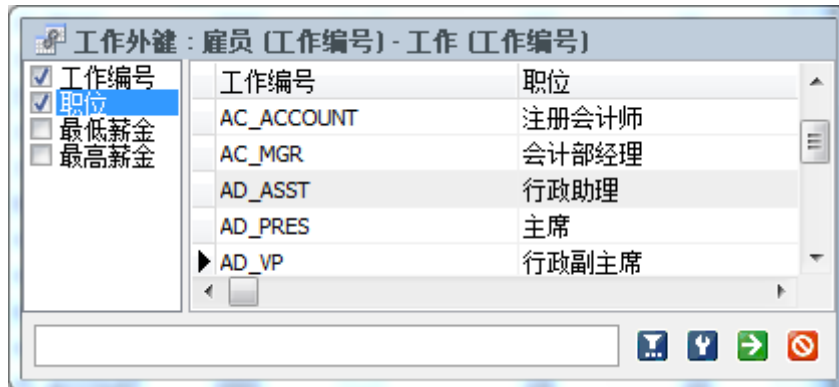 工作外键：雇员 (工作编号) - 工作 (工作编号)
工作编号
职位
最低薪金
最高薪金
工作编号 职位
AC_ACCOUNT 注册会计师
AC_MGR 会计部经理
AD_ASST 行政助理
AD_PRES 主席
AD_VP 行政副主席